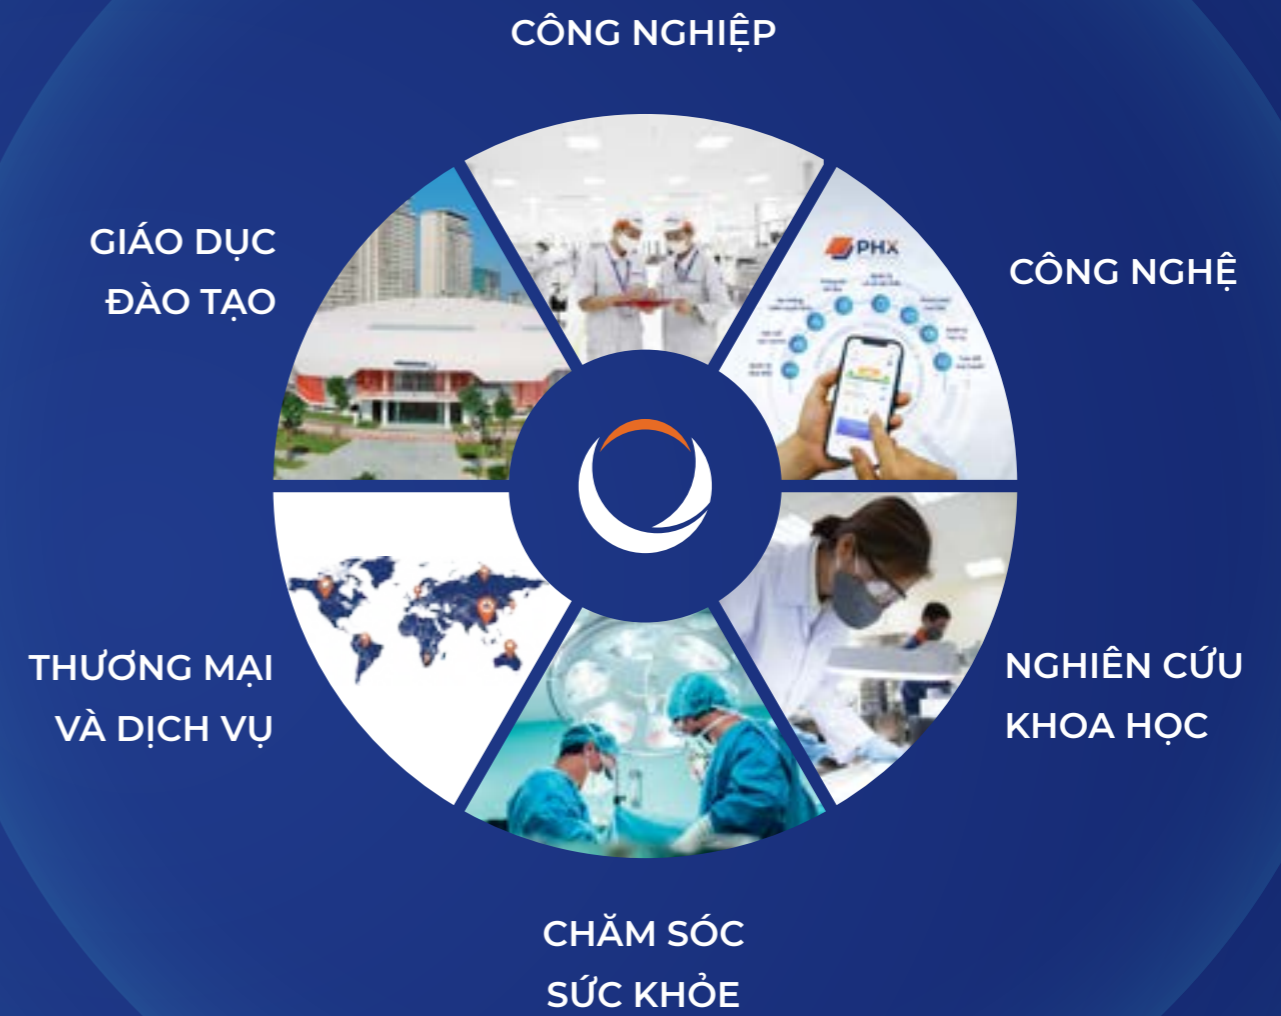 CÔNG NGHIỆP
GIÁO DỤC
ĐÀO TẠO
CÔNG NGHỆ
PHX
THƯƠNG MẠI
VÀ DỊCH VỤ
NGHIÊN CỨU
KHOA HỌC
CHĂM SÓC
SỨC KHỎE